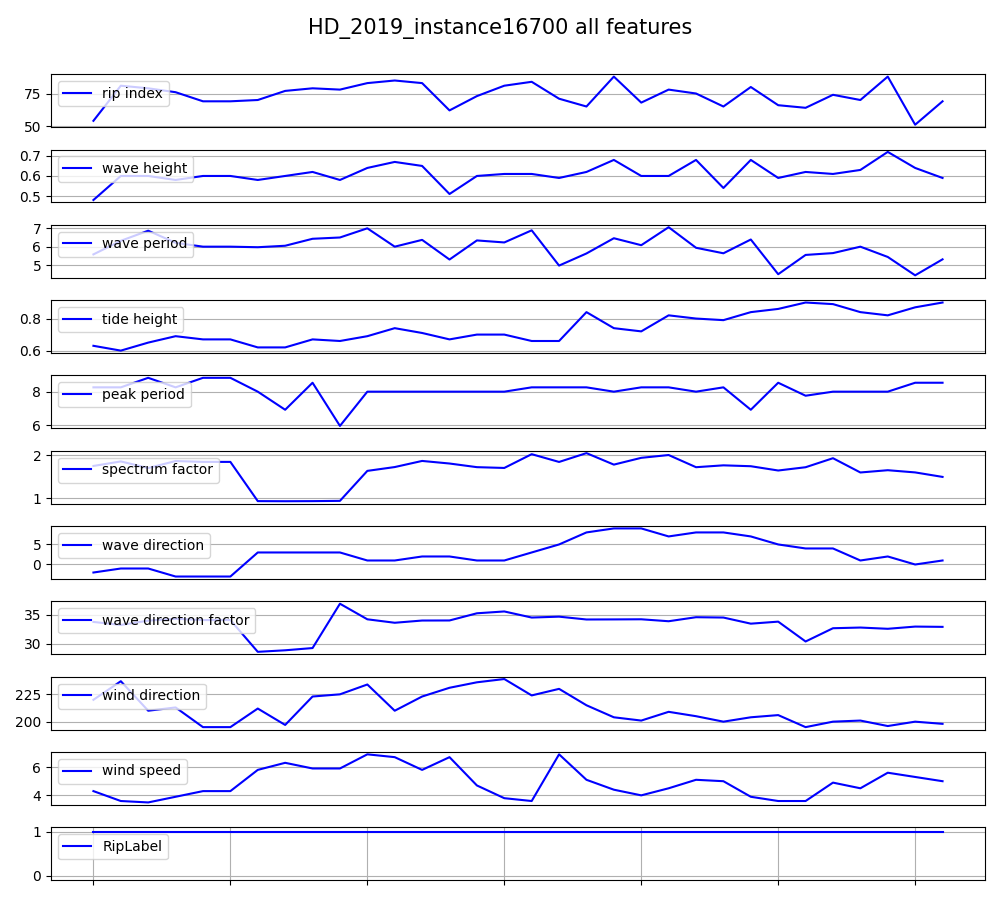 HD_2019_instance16700 all features
75
50
rip index
0.7
0.6
0.5
wave height
7
6
5
wave period
0.8
0.6
tide height
8
6
peak period
2
1
spectrum factor
5
0
wave direction
35
30
wave direction factor
225
200
wind direction
6
4
wind speed
1
0
RipLabel